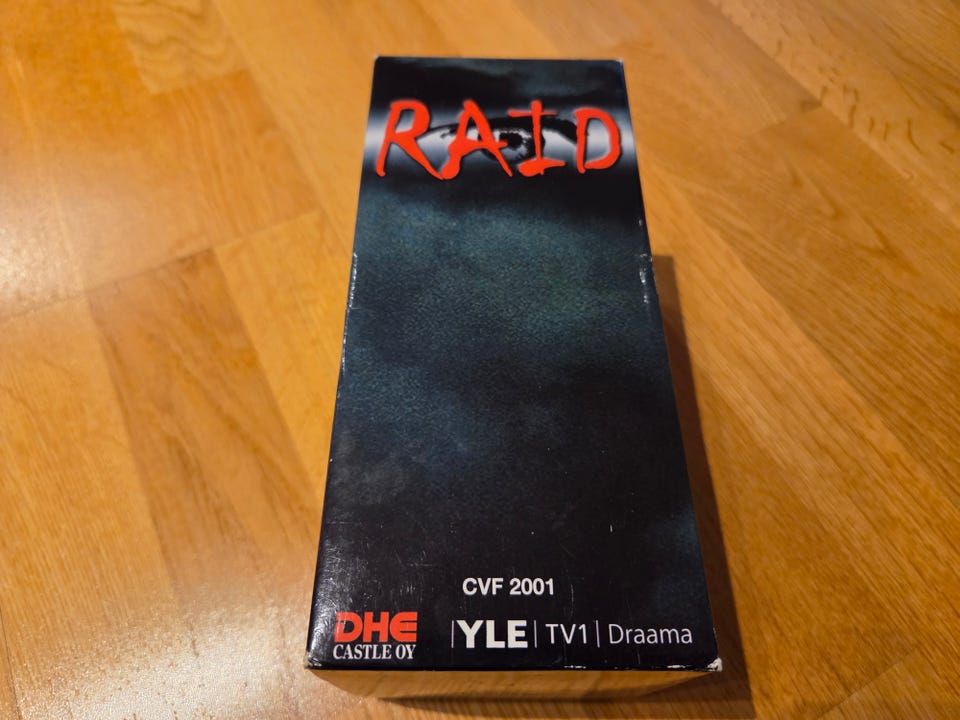 RAID
CVF 2001
DHE
CASTLE OY
|YLE| TV1 | Draama